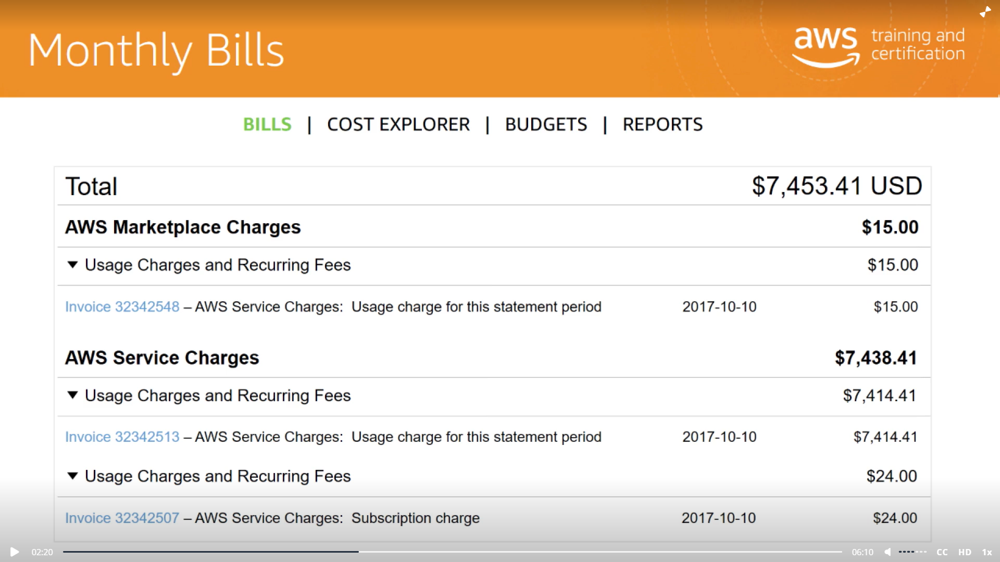 Monthly Bills
aws training and certification
BILLS | COST EXPLORER | BUDGETS | REPORTS
Total $7,453.41 USD
AWS Marketplace Charges $15.00
▼ Usage Charges and Recurring Fees $15.00
Invoice 32342548 – AWS Service Charges: Usage charge for this statement period 2017-10-10 $15.00
AWS Service Charges $7,438.41
▼ Usage Charges and Recurring Fees $7,414.41
Invoice 32342513 – AWS Service Charges: Usage charge for this statement period 2017-10-10 $7,414.41
▼ Usage Charges and Recurring Fees $24.00
Invoice 32342507 – AWS Service Charges: Subscription charge 2017-10-10 $24.00
02:20 06:10 CC HD 1x